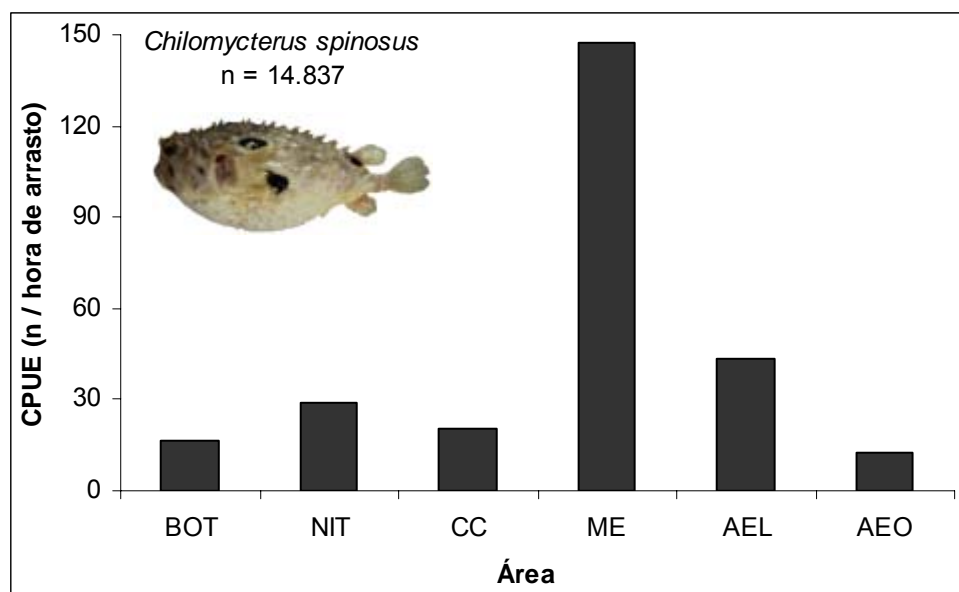 Chilomycterus spinosus
n = 14.837
CPUE (n / hora de arrasto)
150
120
90
60
30
0
BOT NIT CC ME AEL AEO
Área